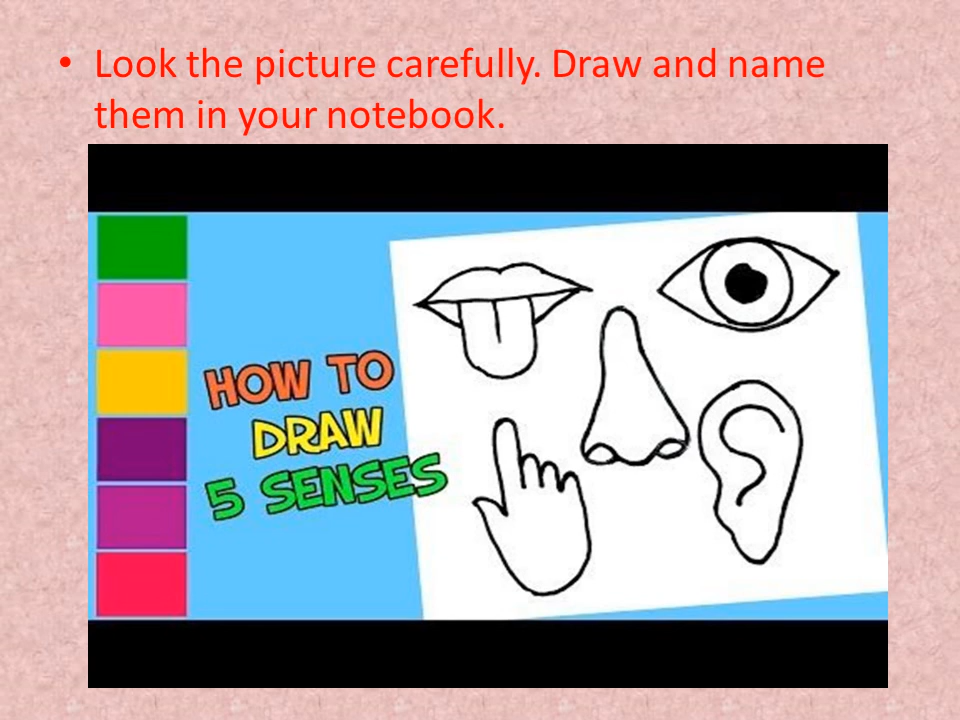 • Look the picture carefully. Draw and name
them in your notebook.
HOW TO
DRAW
5 SENSES